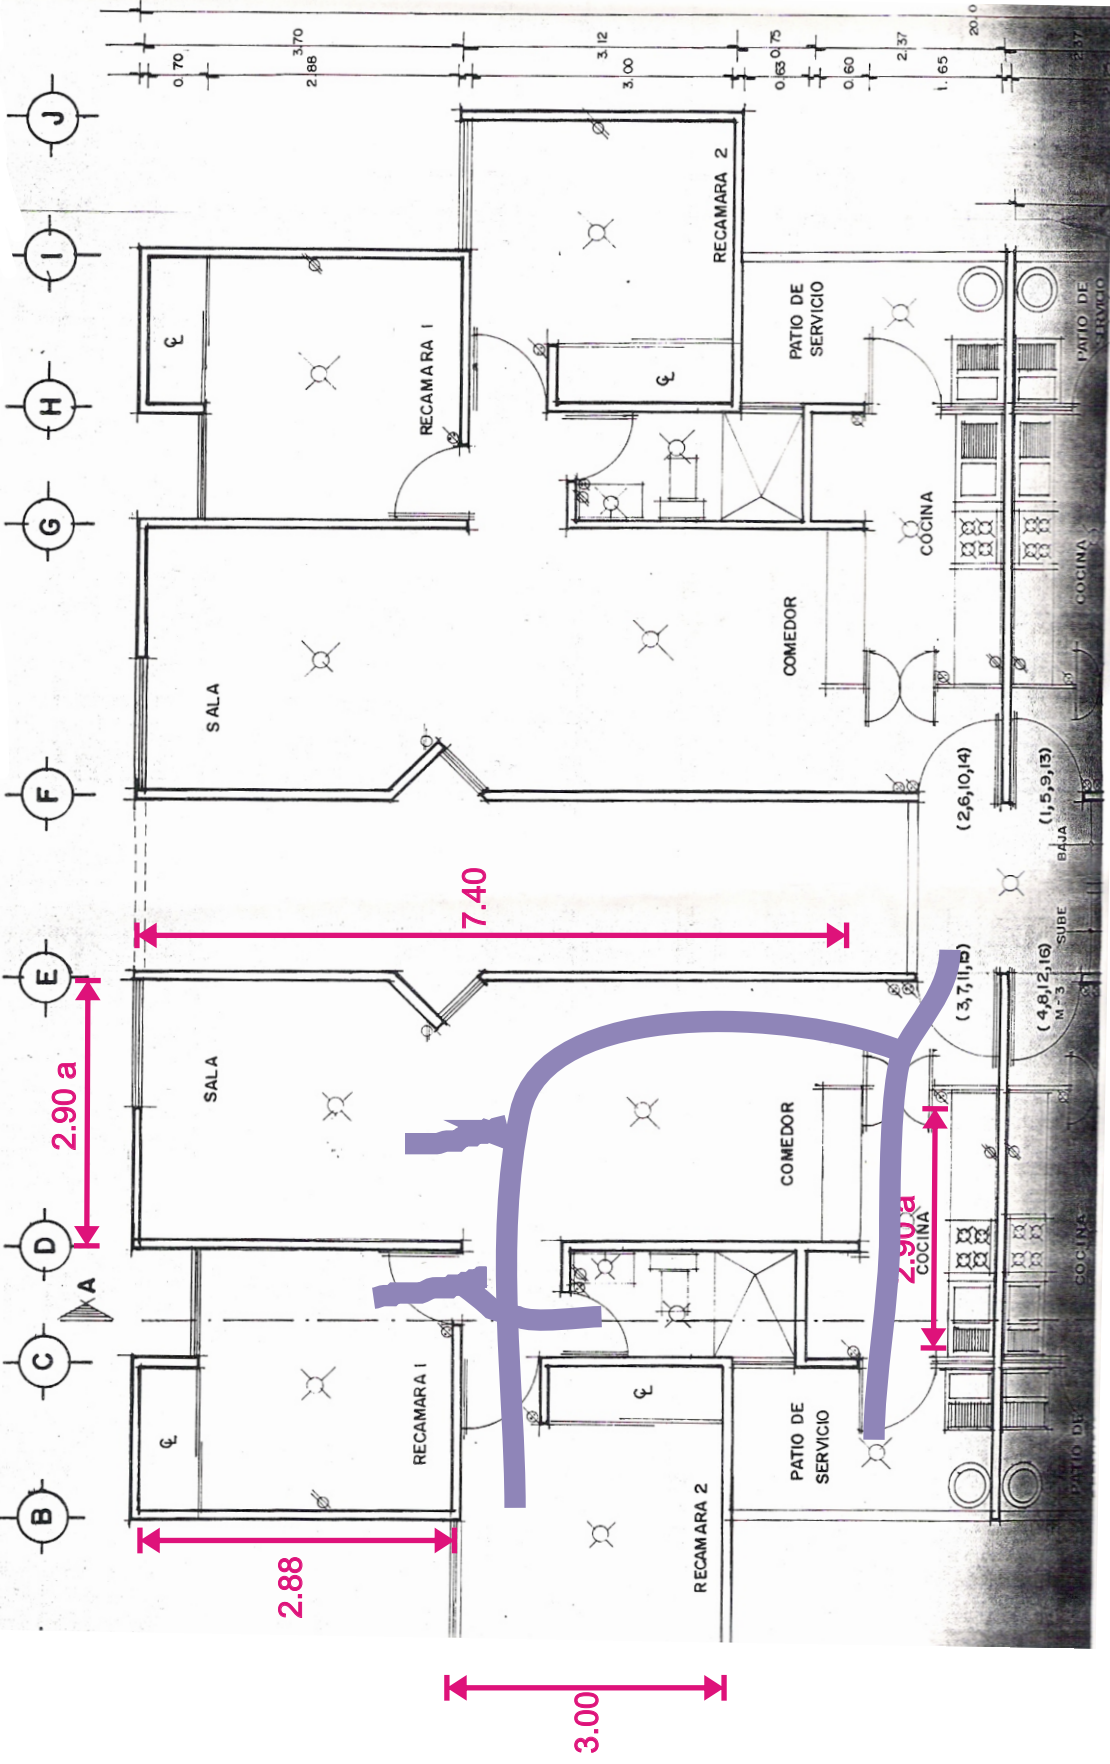 20.0
3.70
3.12
0.75
2.37
2.37
0.70
2.88
3.00
0.63
0.60
1.65
J
I
H
G
F
E
D
C
B
A
℄
RECAMARA 1
RECAMARA 2
℄
PATIO DE
SERVICIO
PATIO DE
SERVICIO
SALA
COMEDOR
COCINA
COCINA
(2,6,10,14)
(1,5,9,13)
BAJA
SUBE
7.40
(3,7,11,15)
(4,8,12,16)
M-3
2.90 a
SALA
COMEDOR
2.90 a
COCINA
COCINA
℄
RECAMARA 1
℄
RECAMARA 2
PATIO DE
SERVICIO
PATIO DE
2.88
3.00